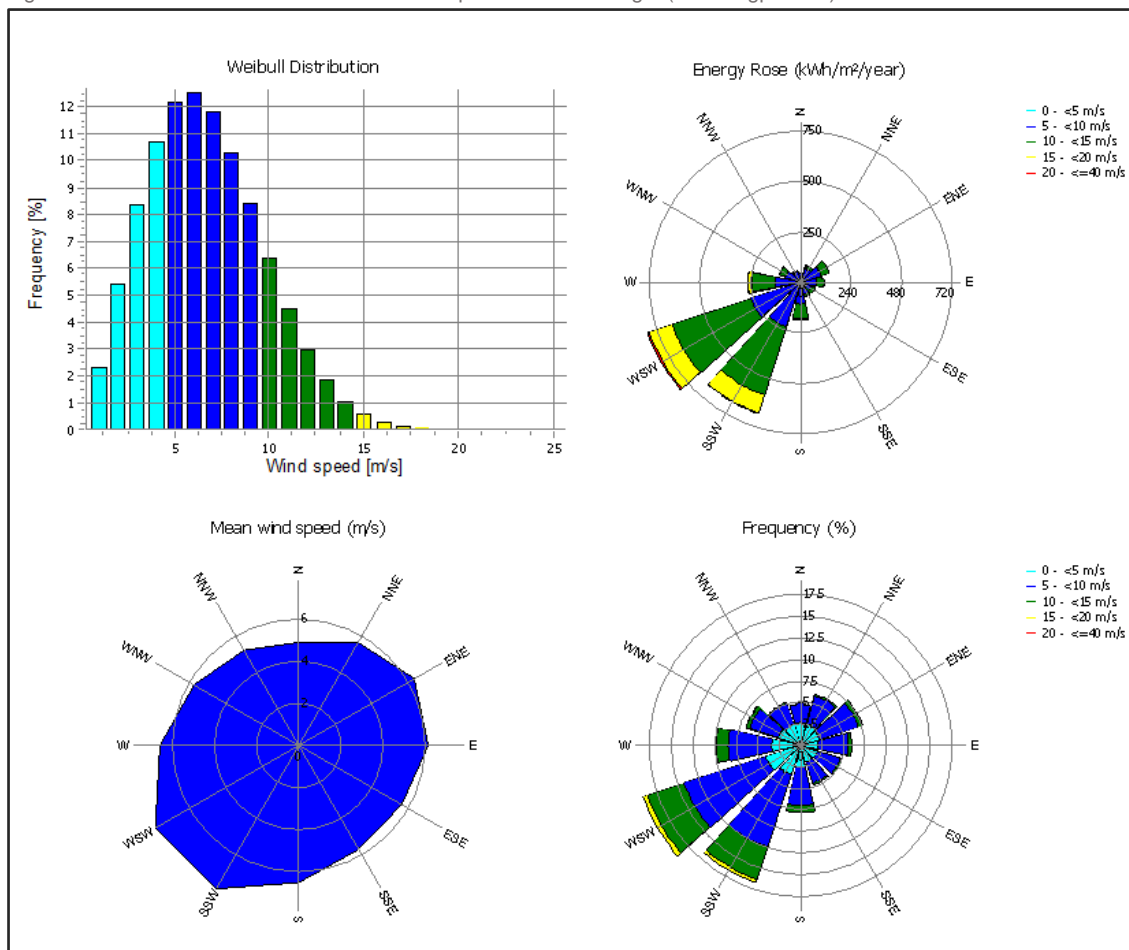 Weibull Distribution
Frequency [%]
12
11
10
9
8
7
6
5
4
3
2
1
0
5
10
15
20
25
Wind speed [m/s]
Energy Rose (kWh/m²/year)
N
NNE
ENE
E
ESE
SSE
S
SSW
WSW
W
WNW
NNW
750
500
250
240
480
720
0 - <5 m/s
5 - <10 m/s
10 - <15 m/s
15 - <20 m/s
20 - <=40 m/s
Mean wind speed (m/s)
N
NNE
ENE
E
ESE
SSE
S
SSW
WSW
W
WNW
NNW
6
4
2
0
Frequency (%)
N
NNE
ENE
E
ESE
SSE
S
SSW
WSW
W
WNW
NNW
17.5
15
12.5
10
7.5
5
0 - <5 m/s
5 - <10 m/s
10 - <15 m/s
15 - <20 m/s
20 - <=40 m/s